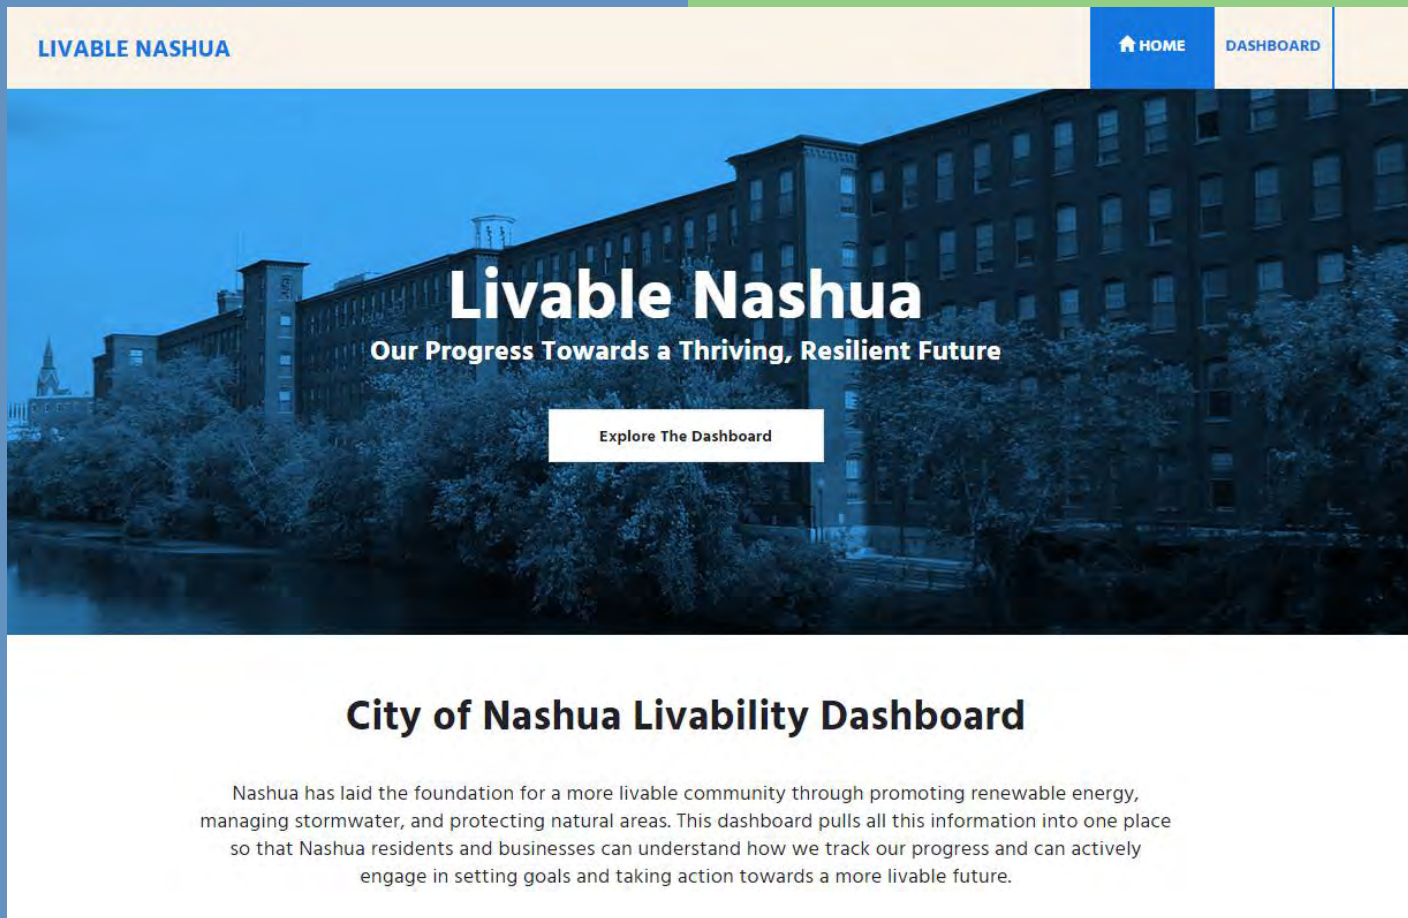 LIVABLE NASHUA
HOME
DASHBOARD
Livable Nashua
Our Progress Towards a Thriving, Resilient Future
Explore The Dashboard
City of Nashua Livability Dashboard
Nashua has laid the foundation for a more livable community through promoting renewable energy,
managing stormwater, and protecting natural areas. This dashboard pulls all this information into one place
so that Nashua residents and businesses can understand how we track our progress and can actively
engage in setting goals and taking action towards a more livable future.